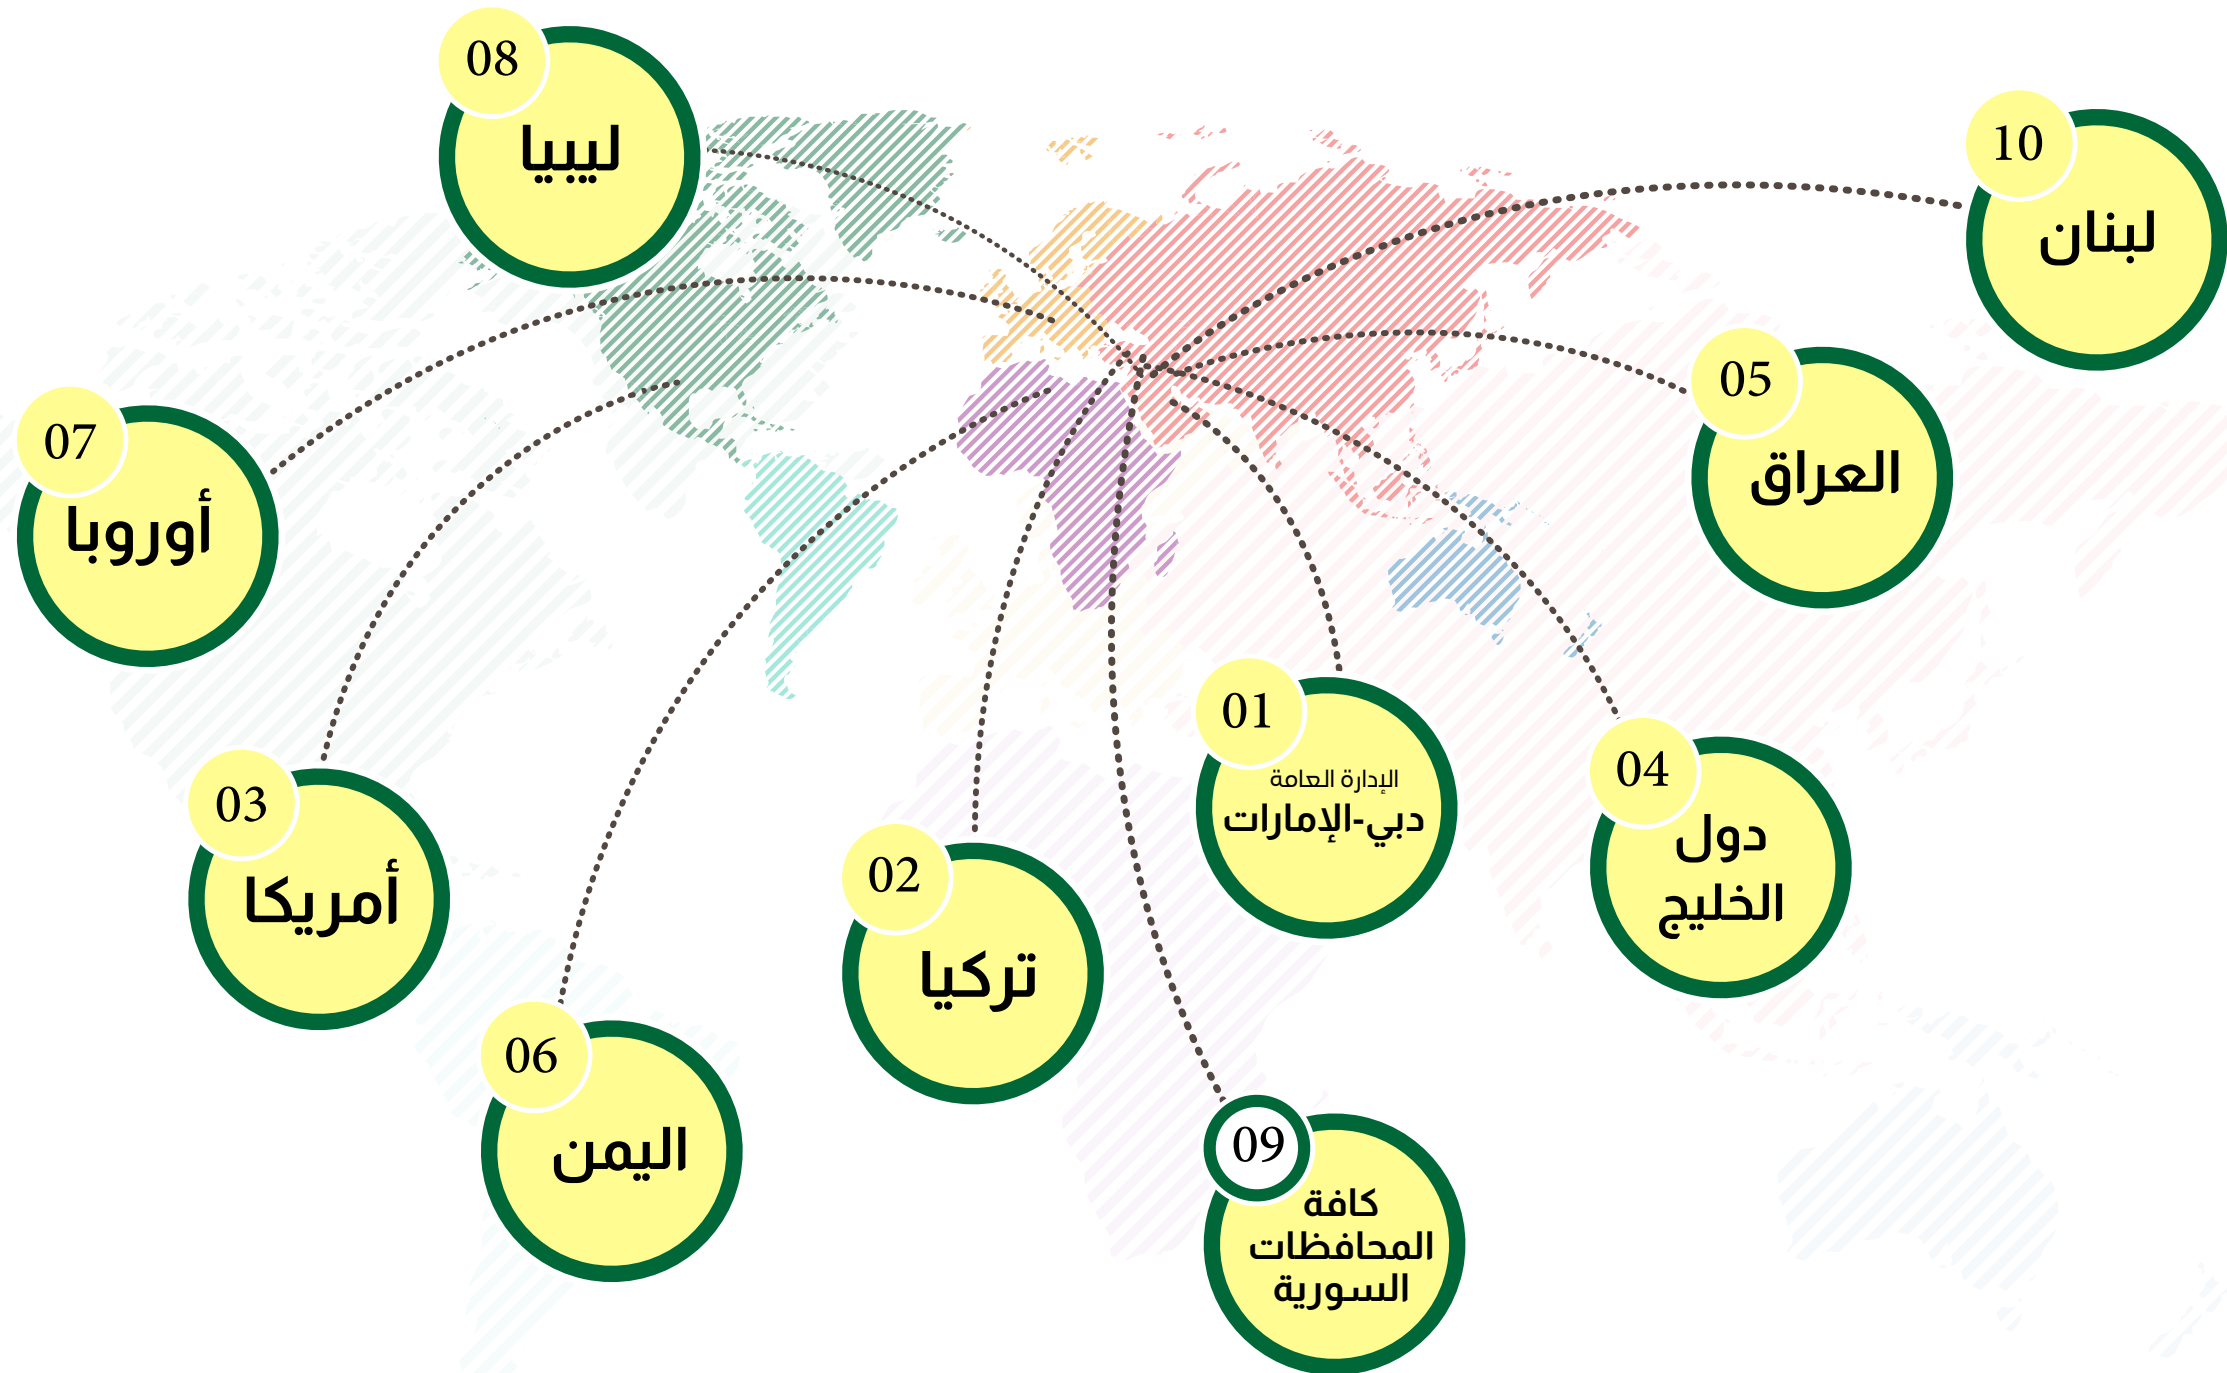 08
ليبيا
10
لبنان
05
العراق
07
أوروبا
01
الإدارة العامة
دبي-الإمارات
04
دول
الخليج
03
أمريكا
02
تركيا
06
اليمن
09
كافة
المحافظات
السورية